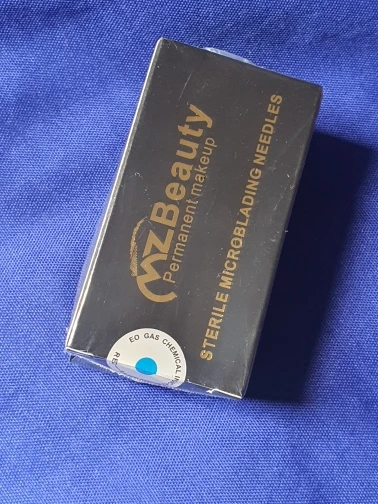 MZBeauty
Permanent makeup
STERILE MICROBLADING NEEDLES
EO GAS CHEMICAL